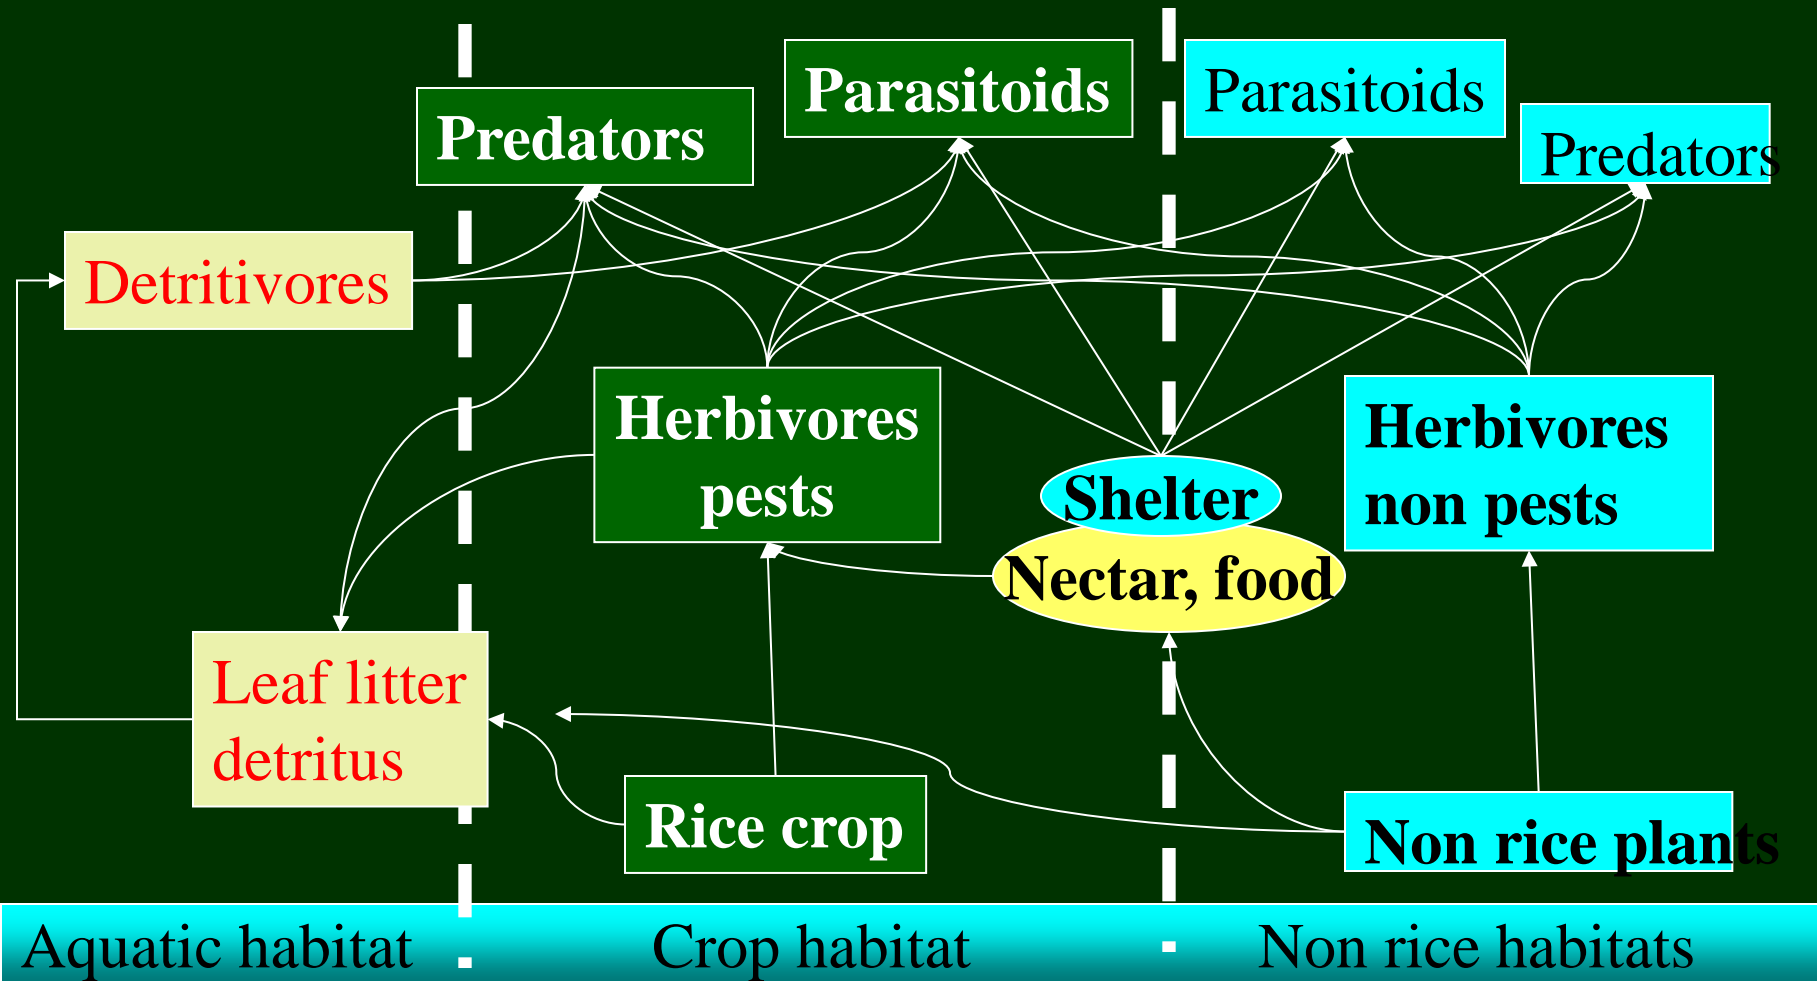 Parasitoids
Parasitoids
Predators
Predators
Detritivores
Herbivores
pests
Herbivores
non pests
Shelter
Nectar, food
Leaf litter
detritus
Rice crop
Non rice plants
Aquatic habitat
Crop habitat
Non rice habitats